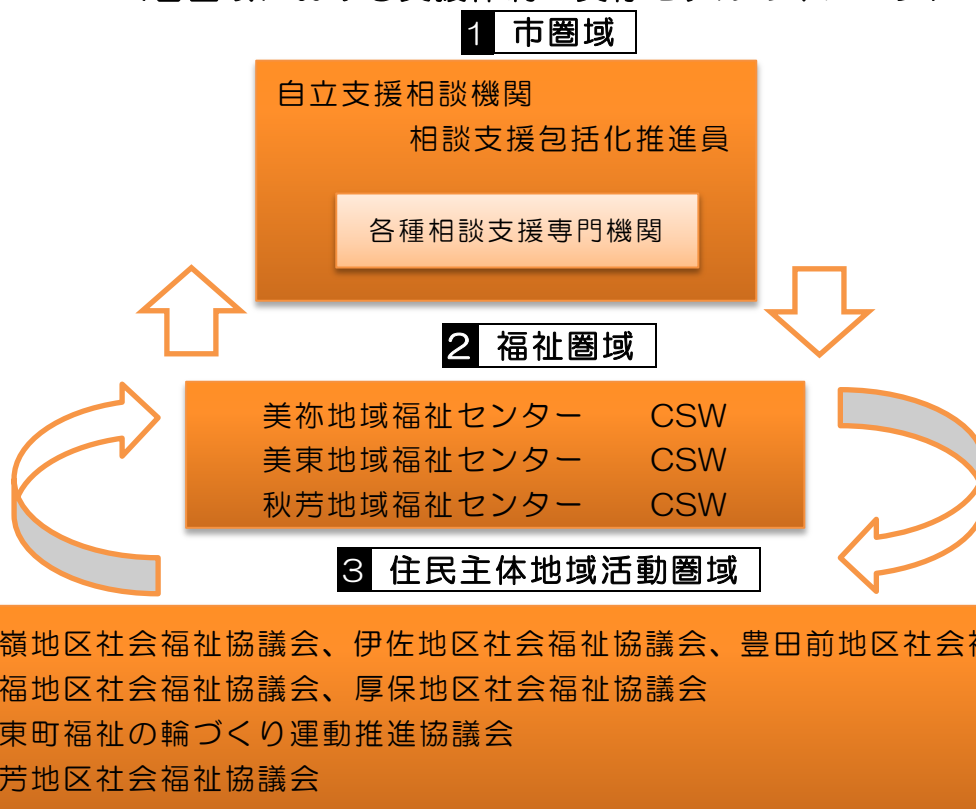 1 市圏域
自立支援相談機関
相談支援包括化推進員
各種相談支援専門機関
2 福祉圏域
美祢地域福祉センター CSW
美東地域福祉センター CSW
秋芳地域福祉センター CSW
3 住民主体地域活動圏域
嶺地区社会福祉協議会、伊佐地区社会福祉協議会、豊田前地区社会
福地区社会福祉協議会、厚保地区社会福祉協議会
東町福祉の輪づくり運動推進協議会
芳地区社会福祉協議会